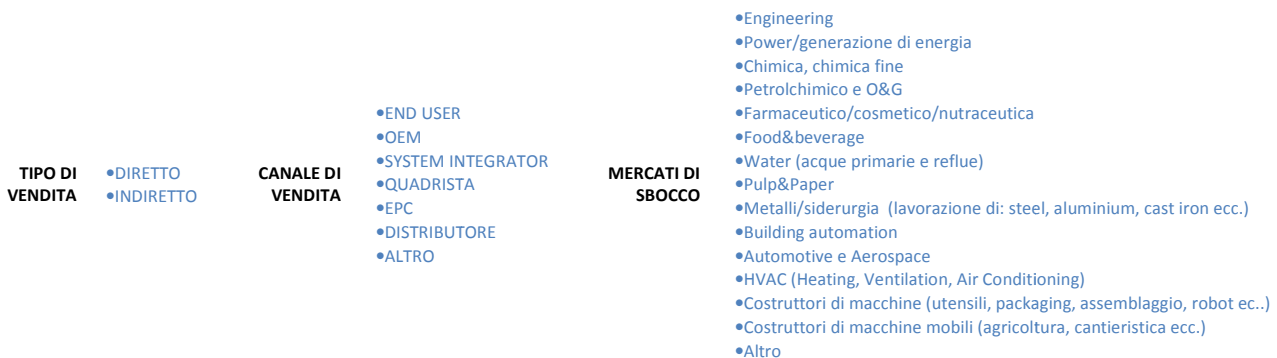 TIPO DI
VENDITA
•DIRETTO
•INDIRETTO
CANALE DI
VENDITA
•END USER
•OEM
•SYSTEM INTEGRATOR
•QUADRISTA
•EPC
•DISTRIBUTORE
•ALTRO
MERCATI DI
SBOCCO
•Engineering
•Power/generazione di energia
•Chimica, chimica fine
•Petrolchimico e O&G
•Farmaceutico/cosmetico/nutraceutica
•Food&beverage
•Water (acque primarie e reflue)
•Pulp&Paper
•Metalli/siderurgia (lavorazione di: steel, aluminium, cast iron ecc.)
•Building automation
•Automotive e Aerospace
•HVAC (Heating, Ventilation, Air Conditioning)
•Costruttori di macchine (utensili, packaging, assemblaggio, robot ec..)
•Costruttori di macchine mobili (agricoltura, cantieristica ecc.)
•Altro